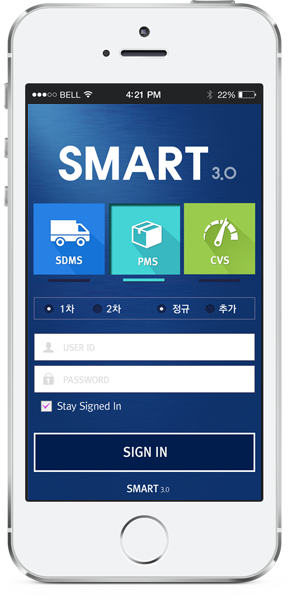 BELL 4:21 PM 22%
SMART 3.0
SDMS PMS CVS
1차 2차 정규 추가
USER ID
PASSWORD
Stay Signed In
SIGN IN
SMART 3.0